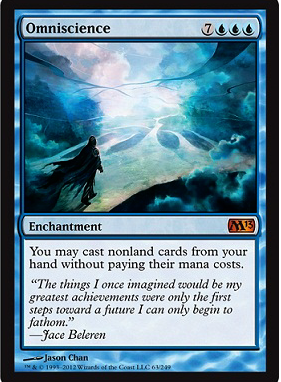 Omniscience 7
Enchantment M13
You may cast nonland cards from your
hand without paying their mana costs.
“The things I once imagined would be my
greatest achievements were only the first
steps toward a future I can only begin to
fathom.”
—Jace Beleren
Jason Chan
™ & © 1993–2012 Wizards of the Coast LLC 63/249